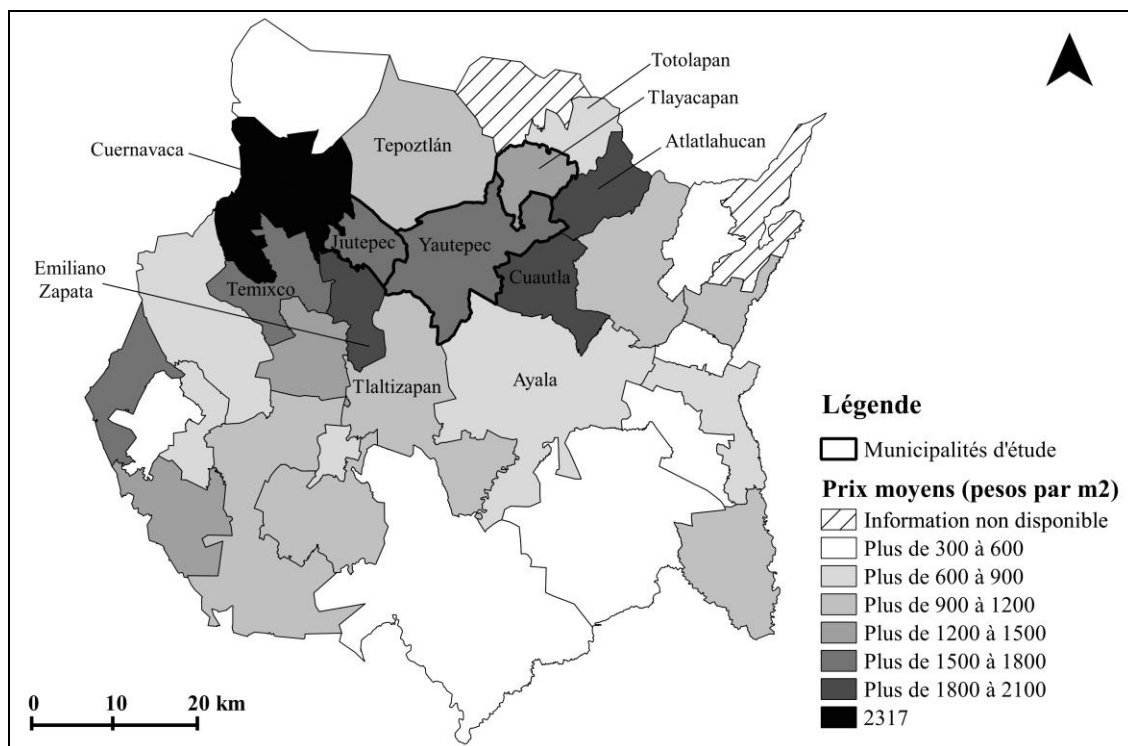 Totolapan
Tlayacapan
Atlatlahucan
Cuernavaca
Tepoztlán
Jiutepec
Yautepec
Emiliano
Zapata
Temixco
Cuautla
Tlaltizapan
Ayala
Légende
Municipalités d'étude
Prix moyens (pesos par m2)
Information non disponible
Plus de 300 à 600
Plus de 600 à 900
Plus de 900 à 1200
Plus de 1200 à 1500
Plus de 1500 à 1800
Plus de 1800 à 2100
2317
0 10 20 km